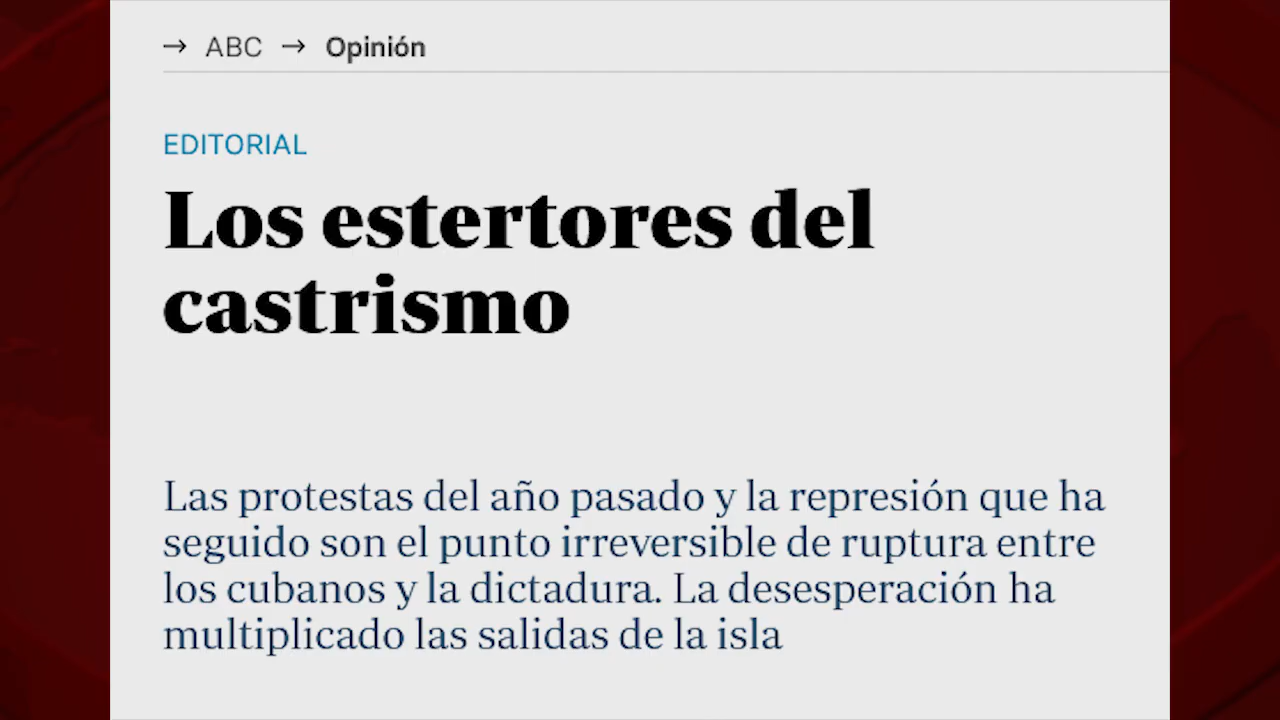 → ABC → Opinión
EDITORIAL
Los estertores del
castrismo
Las protestas del año pasado y la represión que ha
seguido son el punto irreversible de ruptura entre
los cubanos y la dictadura. La desesperación ha
multiplicado las salidas de la isla